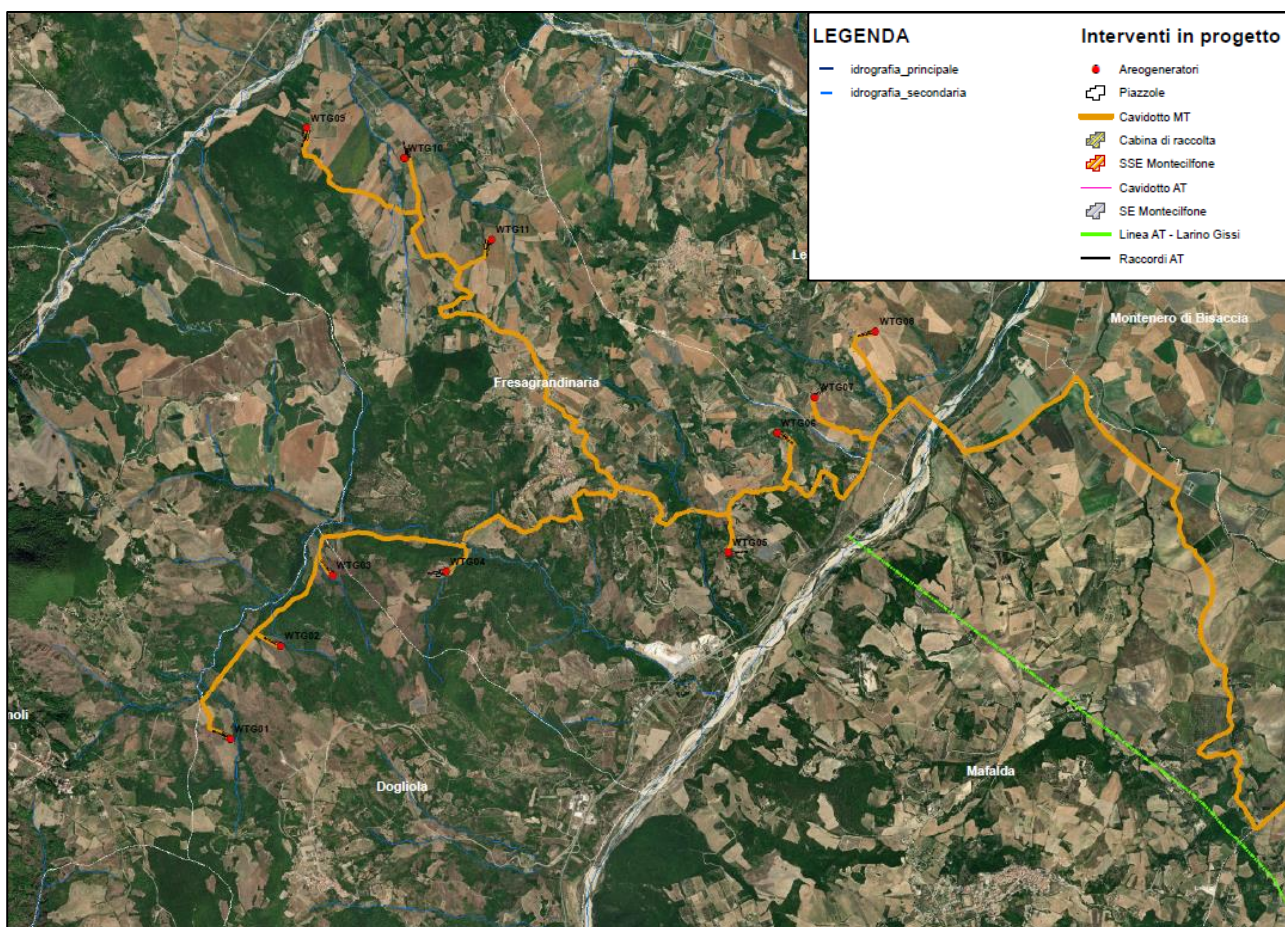 LEGENDA
idrografia_principale
idrografia_secondaria
Interventi in progetto
Areogeneratori
Piazzole
Cavidotto MT
Cabina di raccolta
SSE Montecilfone
Cavidotto AT
SE Montecilfone
Linea AT - Larino Gissi
Raccordi AT
WTG10
WTG11
Le
Montenero di Bisaccia
WTG08
Fresagrandinaria
WTG07
WTG06
WTG04
WTG03
WTG02
noli
WTG01
Mafalda
Dogliola